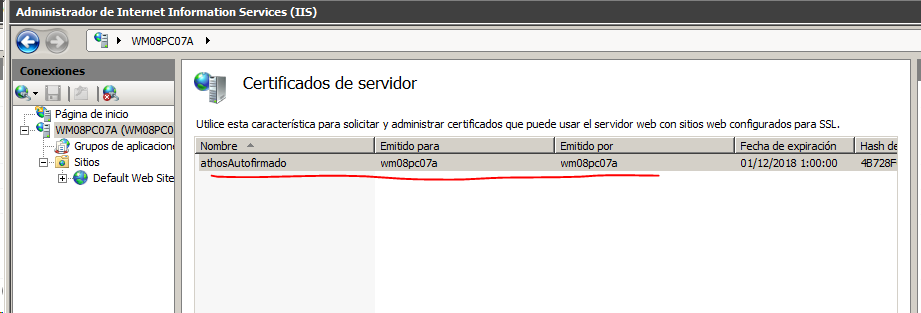 Administrador de Internet Information Services (IIS)
WM08PC07A
Conexiones
Página de inicio
WM08PC07A (WM08PC0
Grupos de aplicacione
Sitios
Default Web Site
Certificados de servidor
Utilice esta característica para solicitar y administrar certificados que puede usar el servidor web con sitios web configurados para SSL.
Nombre Emitido para Emitido por Fecha de expiración Hash de
athosAutofirmado wm08pc07a wm08pc07a 01/12/2018 1:00:00 4B728F